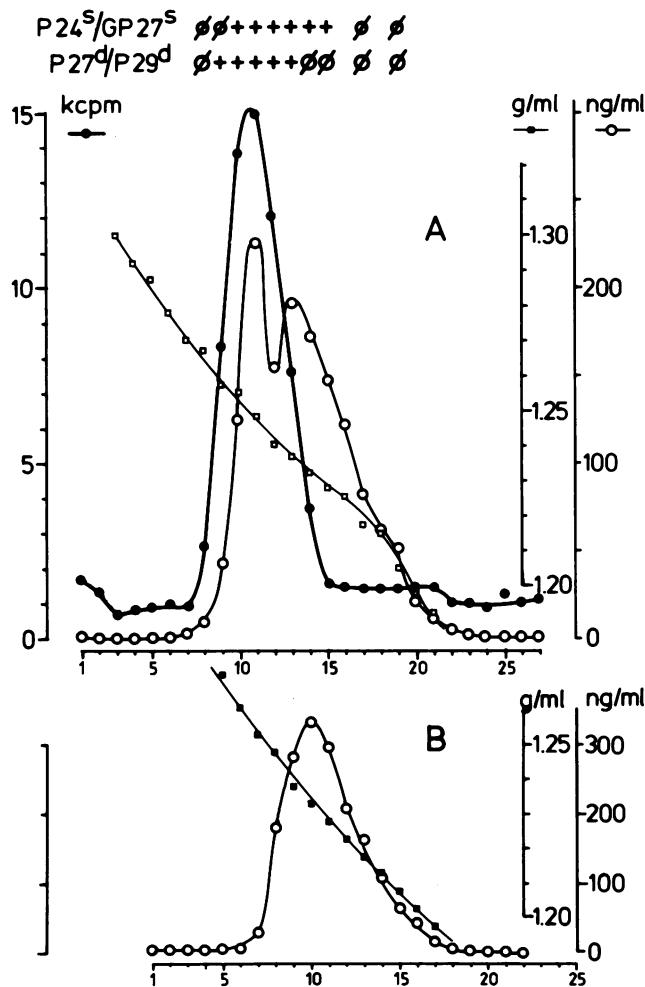 P24ˢ/GP27ˢ ØØ++++++ Ø Ø
P27ᵈ/P29ᵈ Ø+++++ØØ Ø Ø
kcpm g/ml ng/ml
15
A
1.30
10 200
1.25
5 100
1.20
0 0
1 5 10 15 20 25
g/ml ng/ml
B
1.25 300
200
100
1.20
0
1 5 10 15 20 25